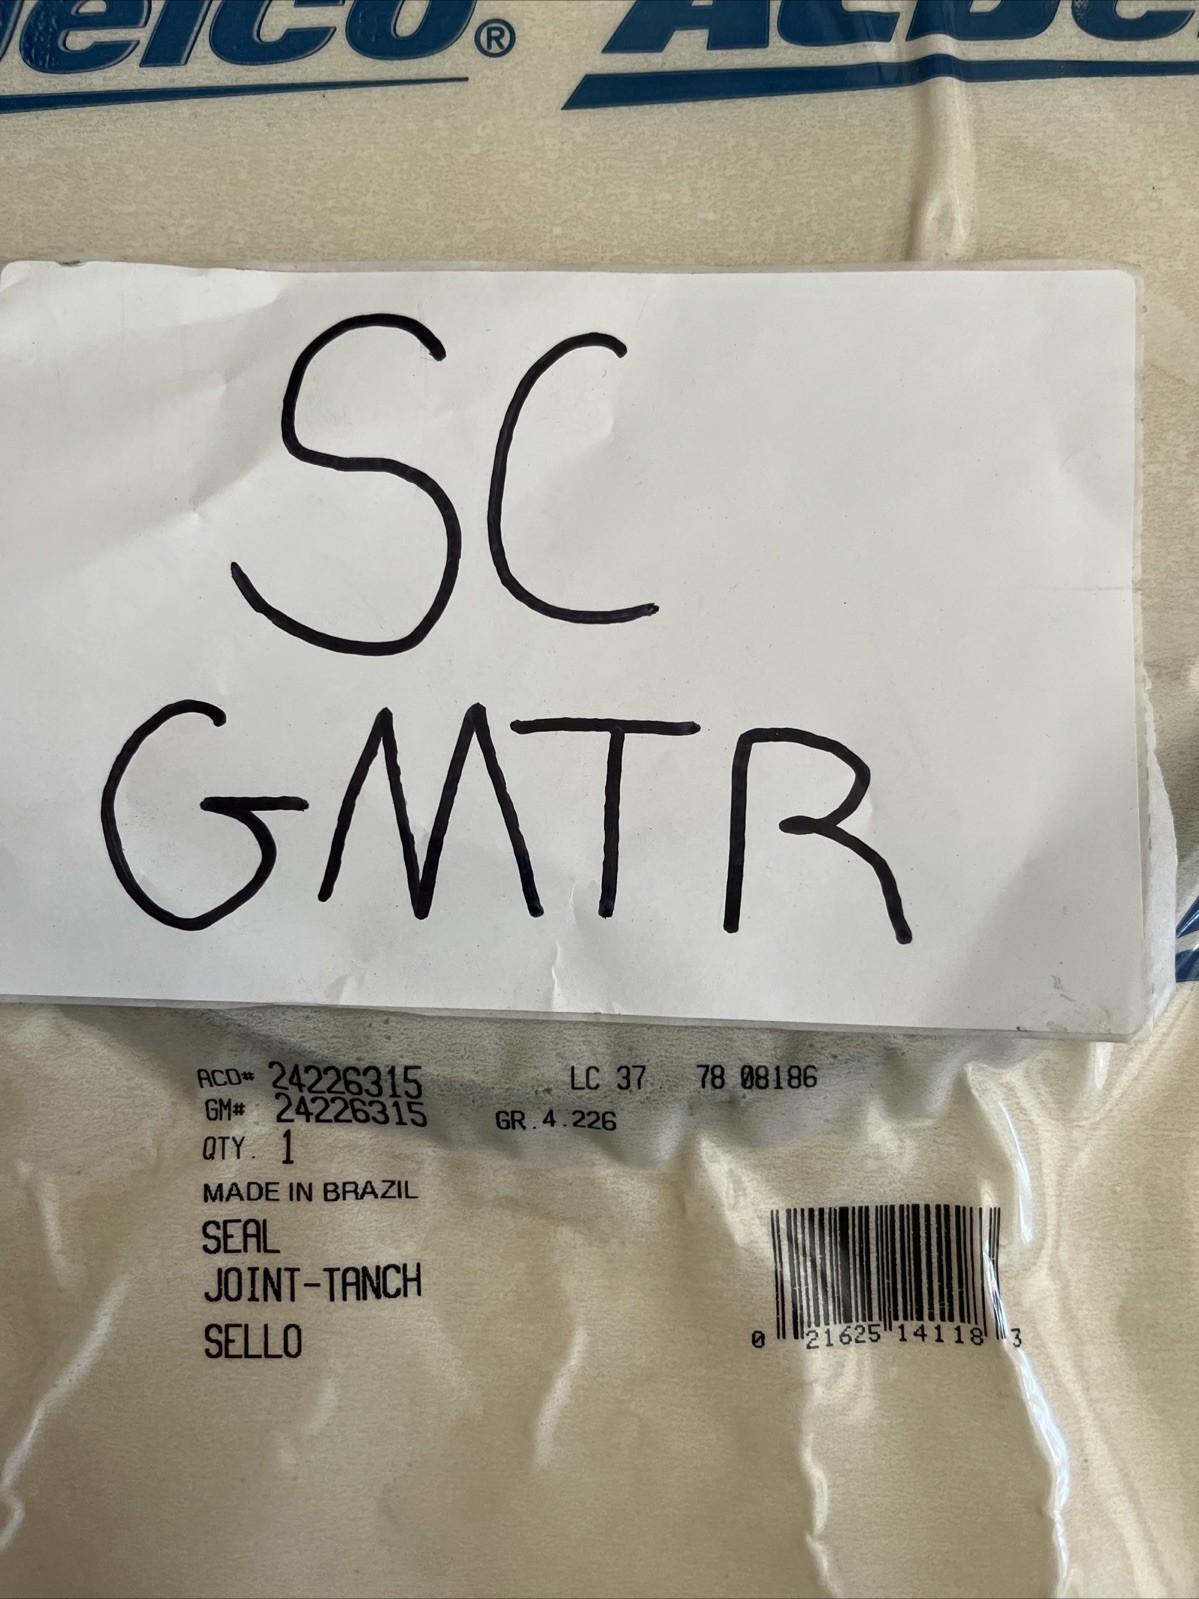 elco® ACDe
SC
GMTR
ACD# 24226315 LC 37 78 08186
GM# 24226315 GR.4.226
QTY. 1
MADE IN BRAZIL
SEAL
JOINT-TANCH
SELLO
0 21625 14118 3